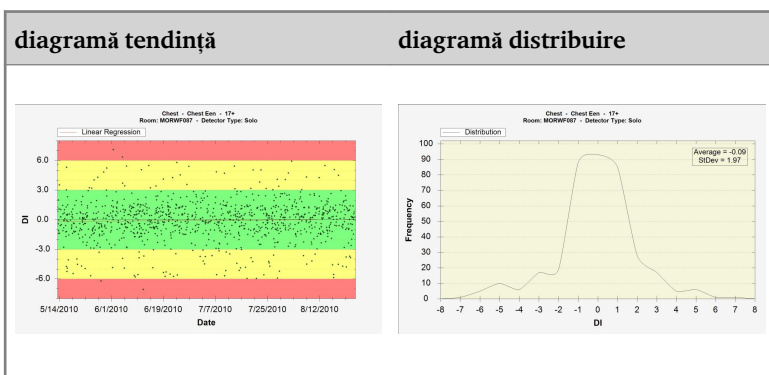 diagramă tendință
diagramă distribuire
Chest - Chest Een - 17+
Room: MORWF087 - Detector Type: Solo
Linear Regression
6.0
3.0
0.0
-3.0
-6.0
DI
5/14/2010 6/1/2010 6/19/2010 7/7/2010 7/25/2010 8/12/2010
Date
Chest - Chest Een - 17+
Room: MORWF087 - Detector Type: Solo
Distribution
Average = -0.09
StDev = 1.97
100
90
80
70
60
50
40
30
20
10
0
Frequency
-8 -7 -6 -5 -4 -3 -2 -1 0 1 2 3 4 5 6 7 8
DI